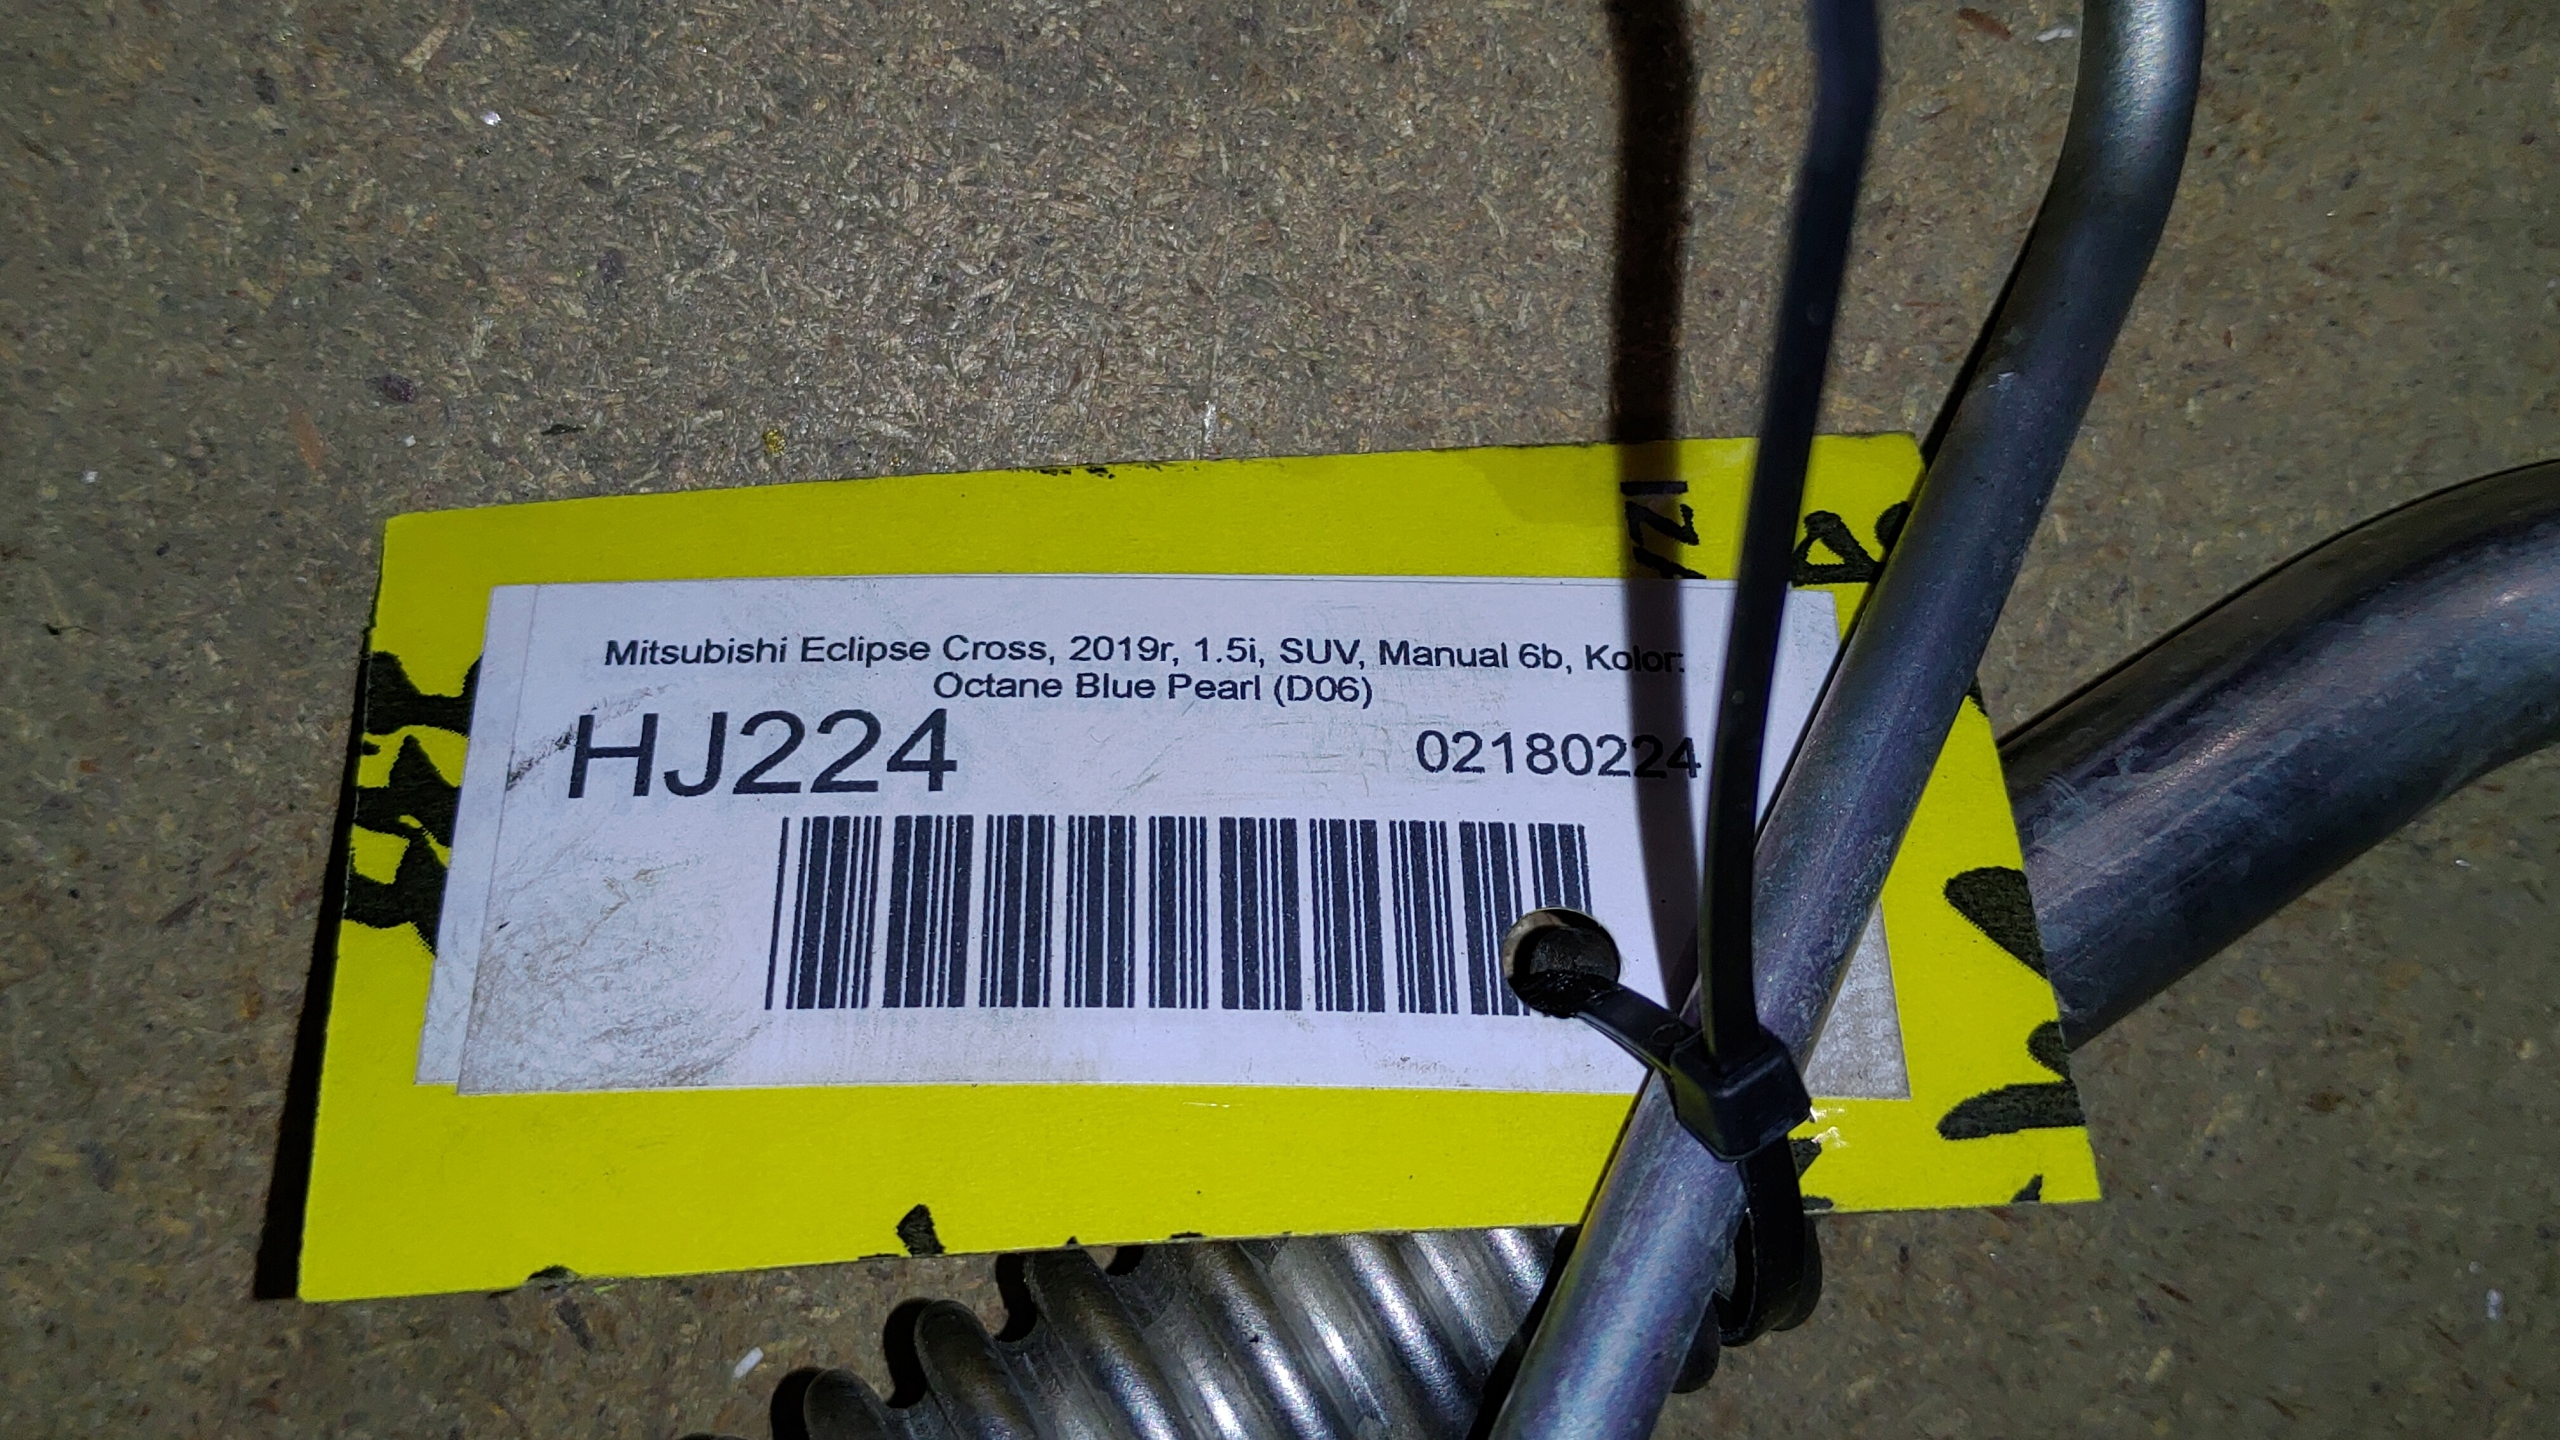 Mitsubishi Eclipse Cross, 2019r, 1.5i, SUV, Manual 6b, Kolor:
Octane Blue Pearl (D06)
HJ224
02180224